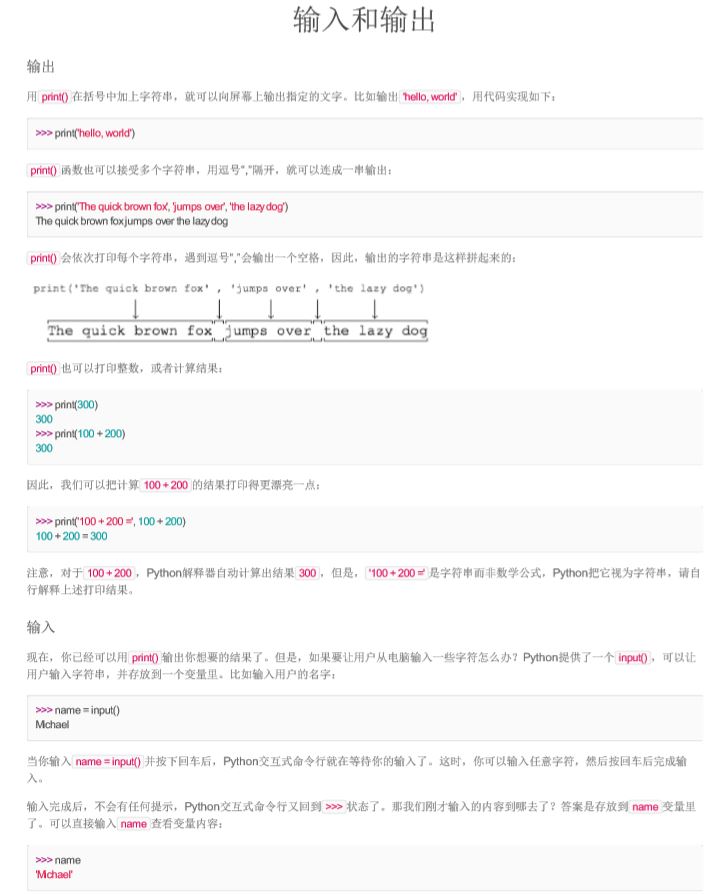 输入和输出
输出
用 print() 在括号中加上字符串，就可以向屏幕上输出指定的文字。比如输出 'hello, world' ，用代码实现如下：
>>> print('hello, world')
print() 函数也可以接受多个字符串，用逗号“,”隔开，就可以连成一串输出：
>>> print('The quick brown fox', 'jumps over', 'the lazy dog')
The quick brown fox jumps over the lazy dog
print() 会依次打印每个字符串，遇到逗号“,”会输出一个空格，因此，输出的字符串是这样拼起来的：
print('The quick brown fox' , 'jumps over' , 'the lazy dog')
The quick brown fox jumps over the lazy dog
print() 也可以打印整数，或者计算结果：
>>> print(300)
300
>>> print(100 + 200)
300
因此，我们可以把计算 100 + 200 的结果打印得更漂亮一点：
>>> print('100 + 200 =', 100 + 200)
100 + 200 = 300
注意，对于 100 + 200 ，Python解释器自动计算出结果 300 ，但是， '100 + 200 =' 是字符串而非数学公式，Python把它视为字符串，请自
行解释上述打印结果。
输入
现在，你已经可以用 print() 输出你想要的结果了。但是，如果要让用户从电脑输入一些字符怎么办？Python提供了一个 input() ，可以让
用户输入字符串，并存放到一个变量里。比如输入用户的名字：
>>> name = input()
Michael
当你输入 name = input() 并按下回车后，Python交互式命令行就在等待你的输入了。这时，你可以输入任意字符，然后按回车后完成输
入。
输入完成后，不会有任何提示，Python交互式命令行又回到 >>> 状态了。那我们刚才输入的内容到哪去了？答案是存放到 name 变量里
了。可以直接输入 name 查看变量内容：
>>> name
'Michael'